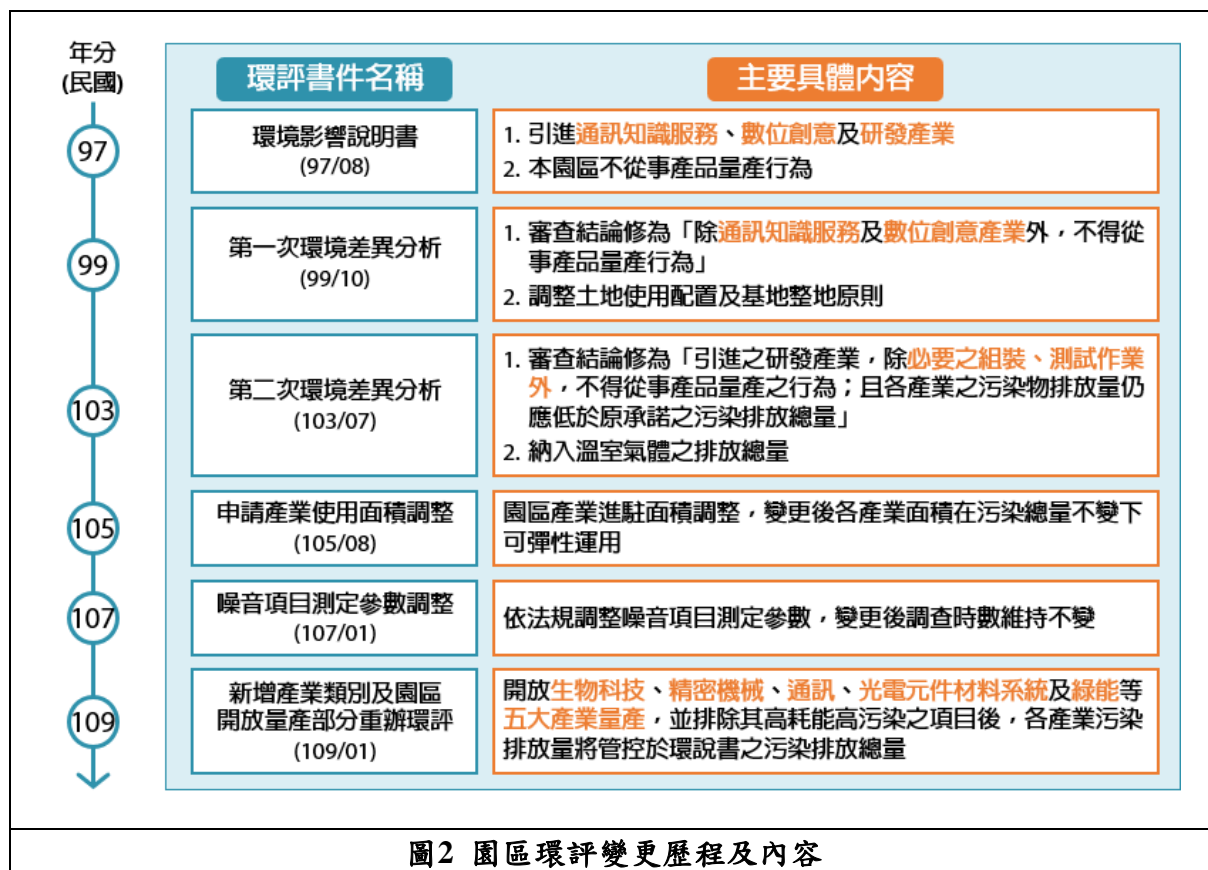 年分
(民國)
環評書件名稱
主要具體內容
97
環境影響說明書
(97/08)
1. 引進通訊知識服務、數位創意及研發產業
2. 本園區不從事產品量產行為
99
第一次環境差異分析
(99/10)
1. 審查結論修為「除通訊知識服務及數位創意產業外，不得從
事產品量產行為」
2. 調整土地使用配置及基地整地原則
103
第二次環境差異分析
(103/07)
1. 審查結論修為「引進之研發產業，除必要之組裝、測試作業
外，不得從事產品量產之行為；且各產業之污染物排放量仍
應低於原承諾之污染排放總量」
2. 納入溫室氣體之排放總量
105
申請產業使用面積調整
(105/08)
園區產業進駐面積調整，變更後各產業面積在污染總量不變下
可彈性運用
107
噪音項目測定參數調整
(107/01)
依法規調整噪音項目測定參數，變更後調查時數維持不變
109
新增產業類別及園區
開放量產部分重辦環評
(109/01)
開放生物科技、精密機械、通訊、光電元件材料系統及綠能等
五大產業量產，並排除其高耗能高污染之項目後，各產業污染
排放量將管控於環說書之污染排放總量
圖2 園區環評變更歷程及內容